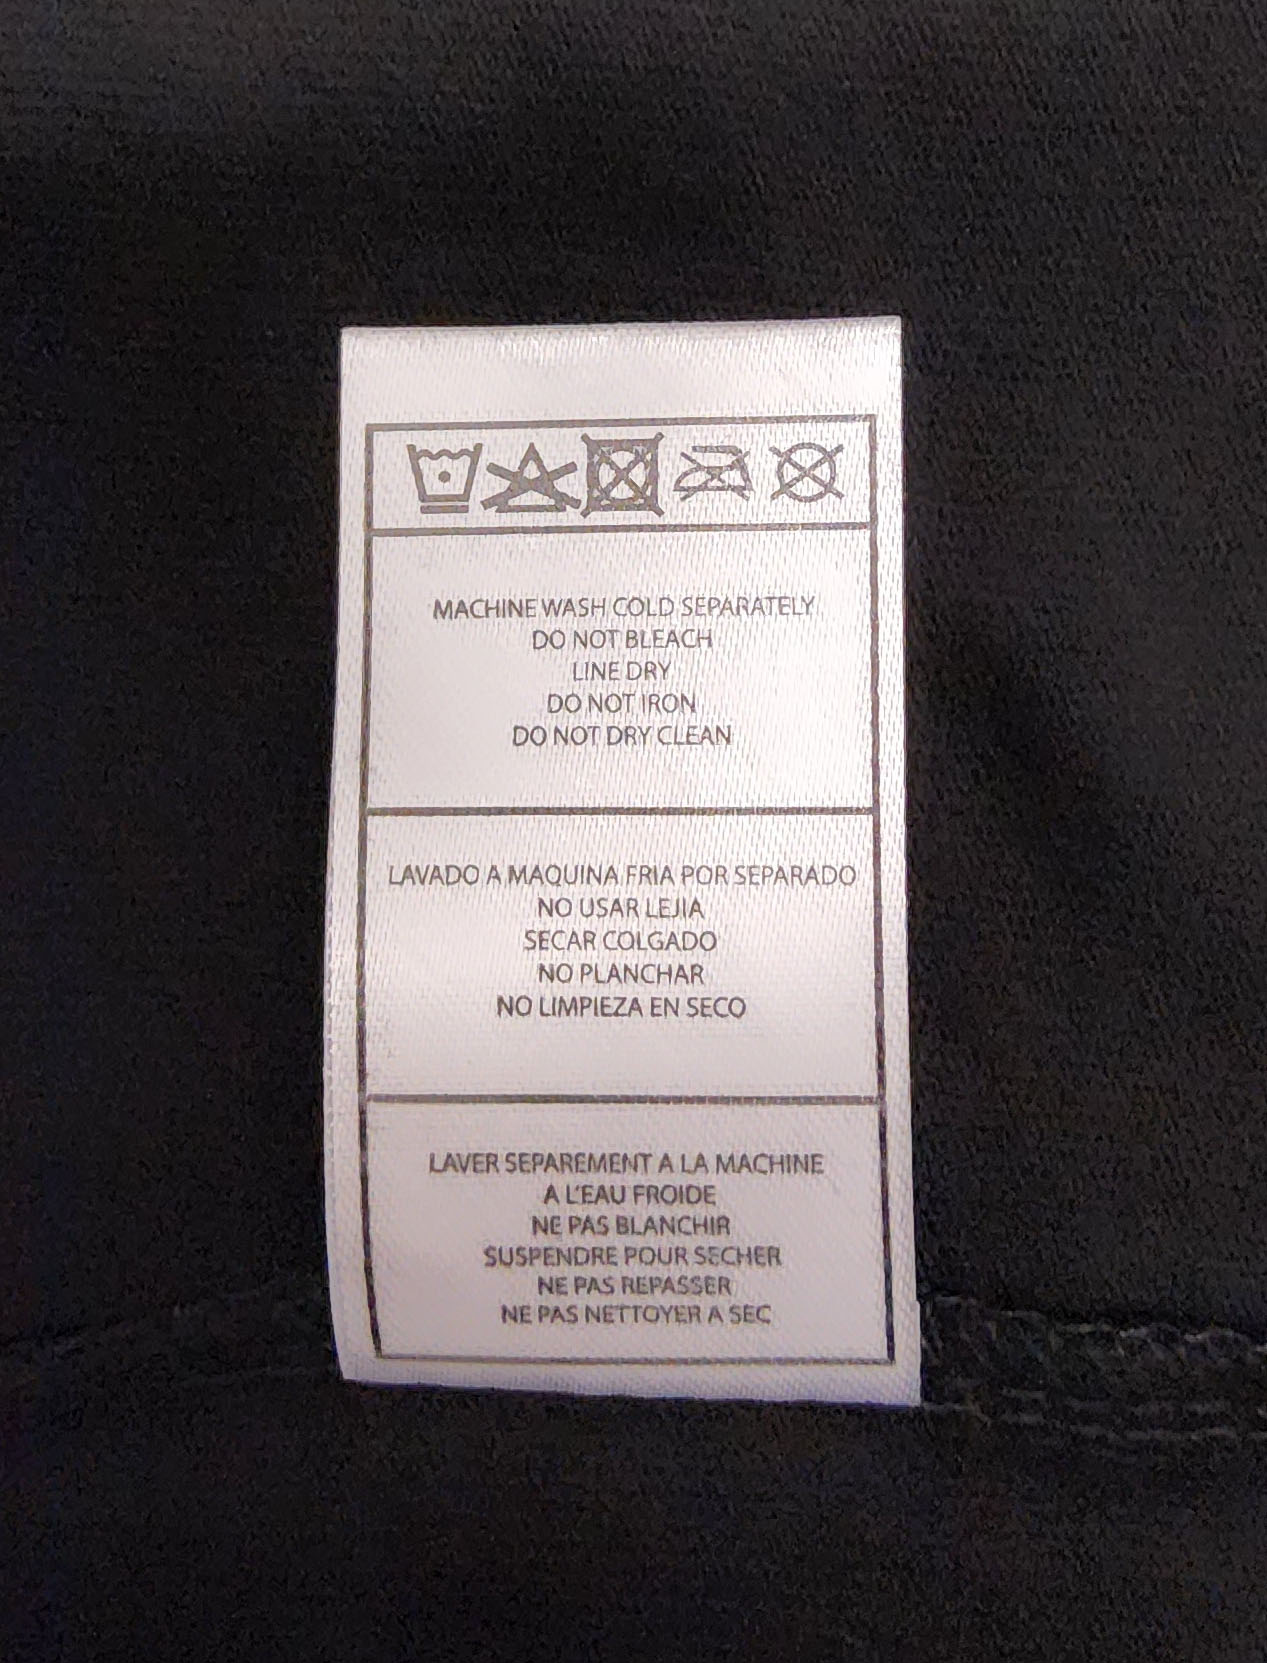 MACHINE WASH COLD SEPARATELY
DO NOT BLEACH
LINE DRY
DO NOT IRON
DO NOT DRY CLEAN
LAVADO A MAQUINA FRIA POR SEPARADO
NO USAR LEJIA
SECAR COLGADO
NO PLANCHAR
NO LIMPIEZA EN SECO
LAVER SEPAREMENT A LA MACHINE
A L'EAU FROIDE
NE PAS BLANCHIR
SUSPENDRE POUR SECHER
NE PAS REPASSER
NE PAS NETTOYER A SEC